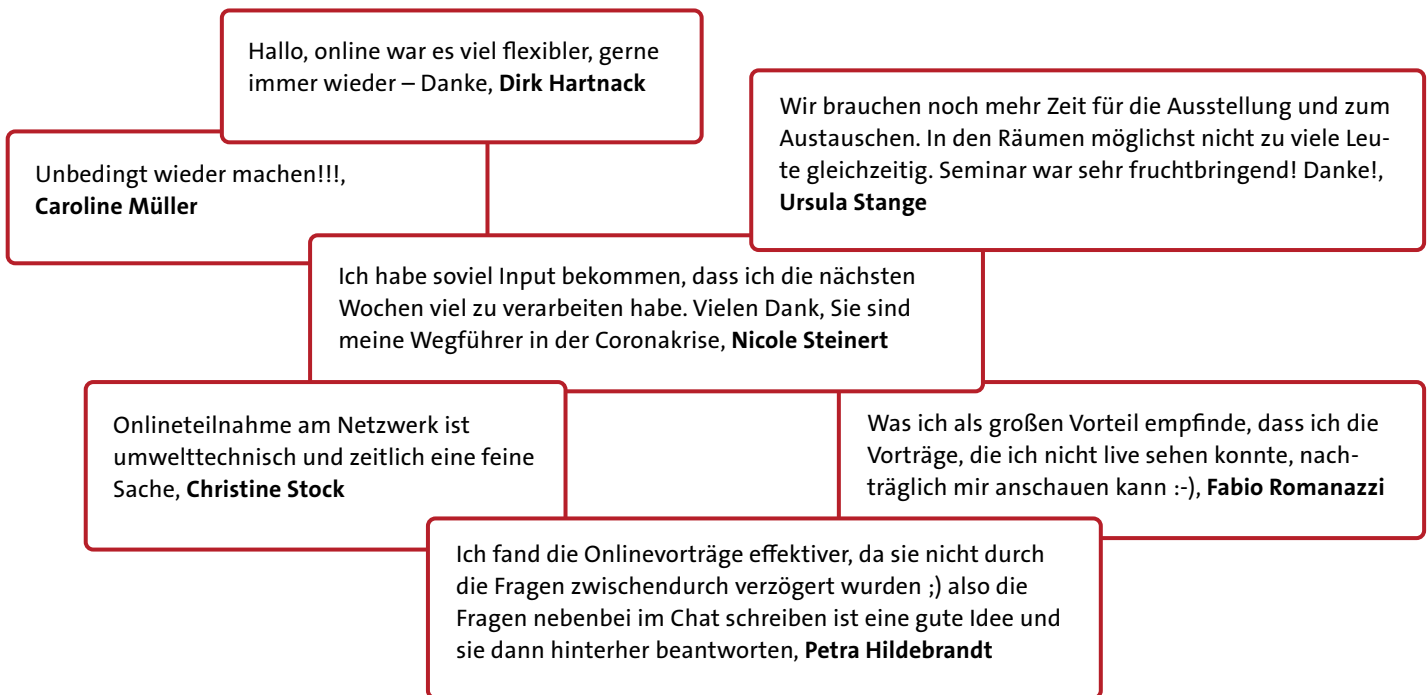 Hallo, online war es viel flexibler, gerne
immer wieder – Danke, Dirk Hartnack
Wir brauchen noch mehr Zeit für die Ausstellung und zum
Austauschen. In den Räumen möglichst nicht zu viele Leu-
te gleichzeitig. Seminar war sehr fruchtbringend! Danke!,
Ursula Stange
Unbedingt wieder machen!!!,
Caroline Müller
Ich habe soviel Input bekommen, dass ich die nächsten
Wochen viel zu verarbeiten habe. Vielen Dank, Sie sind
meine Wegführer in der Coronakrise, Nicole Steinert
Onlineteilnahme am Netzwerk ist
umwelttechnisch und zeitlich eine feine
Sache, Christine Stock
Was ich als großen Vorteil empfinde, dass ich die
Vorträge, die ich nicht live sehen konnte, nach-
träglich mir anschauen kann :-), Fabio Romanazzi
Ich fand die Onlinevorträge effektiver, da sie nicht durch
die Fragen zwischendurch verzögert wurden ;) also die
Fragen nebenbei im Chat schreiben ist eine gute Idee und
sie dann hinterher beantworten, Petra Hildebrandt